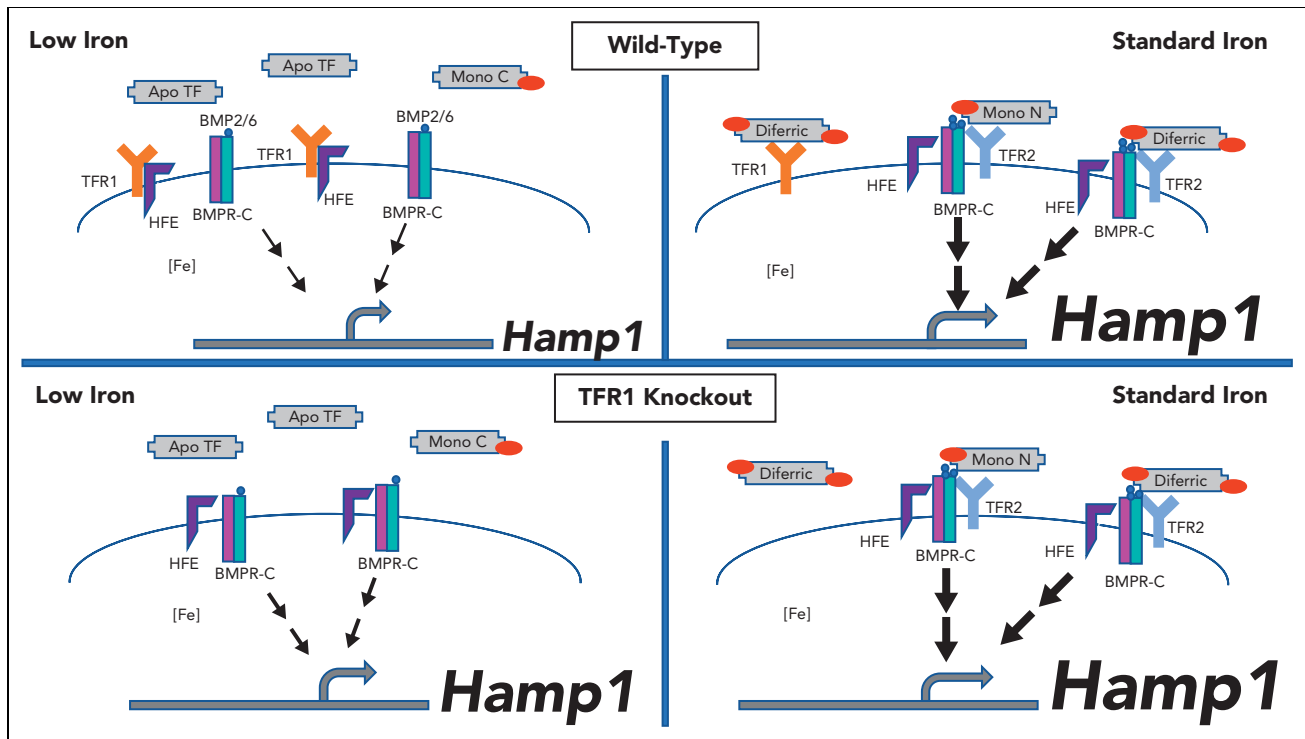 Low Iron
Wild-Type
Standard Iron
Apo TF
Apo TF
Mono C
BMP2/6
BMP2/6
TFR1
TFR1
HFE
HFE
BMPR-C
BMPR-C
[Fe]
Hamp1
Diferric
Mono N
Diferric
TFR1
TFR2
TFR2
HFE
HFE
BMPR-C
BMPR-C
[Fe]
Hamp1
Low Iron
TFR1 Knockout
Standard Iron
Apo TF
Apo TF
Mono C
HFE
BMPR-C
BMPR-C
[Fe]
Hamp1
Diferric
Mono N
Diferric
TFR2
TFR2
HFE
HFE
BMPR-C
BMPR-C
[Fe]
Hamp1